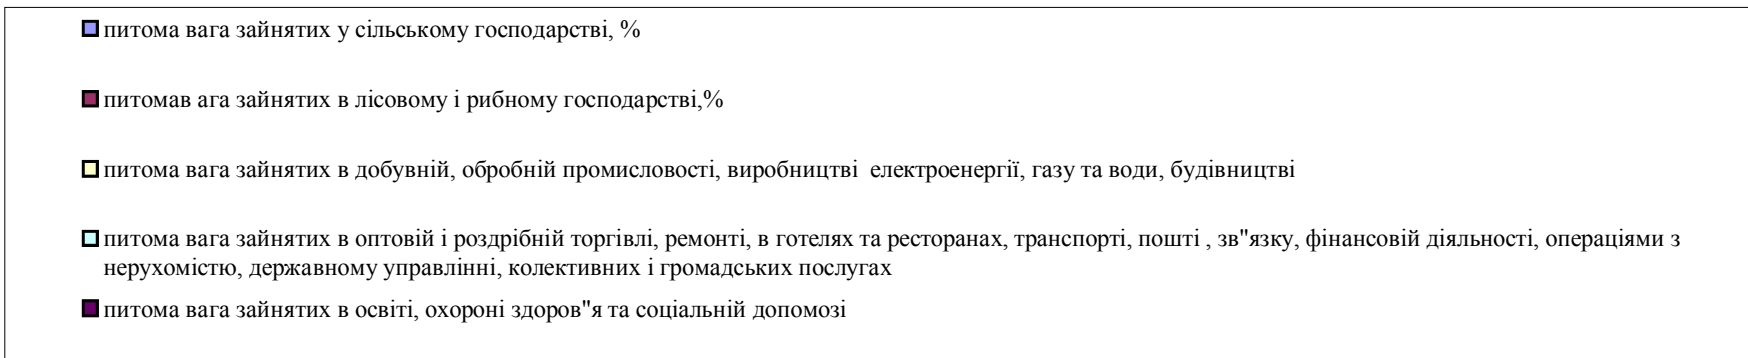 питома вага зайнятих у сільському господарстві, %
питомав ага зайнятих в лісовому і рибному господарстві,%
питома вага зайнятих в добувній, обробній промисловості, виробництві  електроенергії, газу та води, будівництві
питома вага зайнятих в оптовій і роздрібній торгівлі, ремонті, в готелях та ресторанах, транспорті, пошті , зв"язку, фінансовій діяльності, операціями з
нерухомістю, державному управлінні, колективних і громадських послугах
питома вага зайнятих в освіті, охороні здоров"я та соціальній допомозі